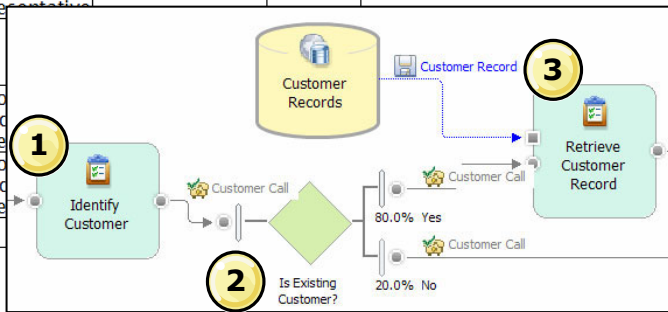 Customer
Records
Customer Record
3
Retrieve
Customer
Record
1
Identify
Customer
Customer Call
2
Is Existing
Customer?
Customer Call
80.0% Yes
Customer Call
20.0% No